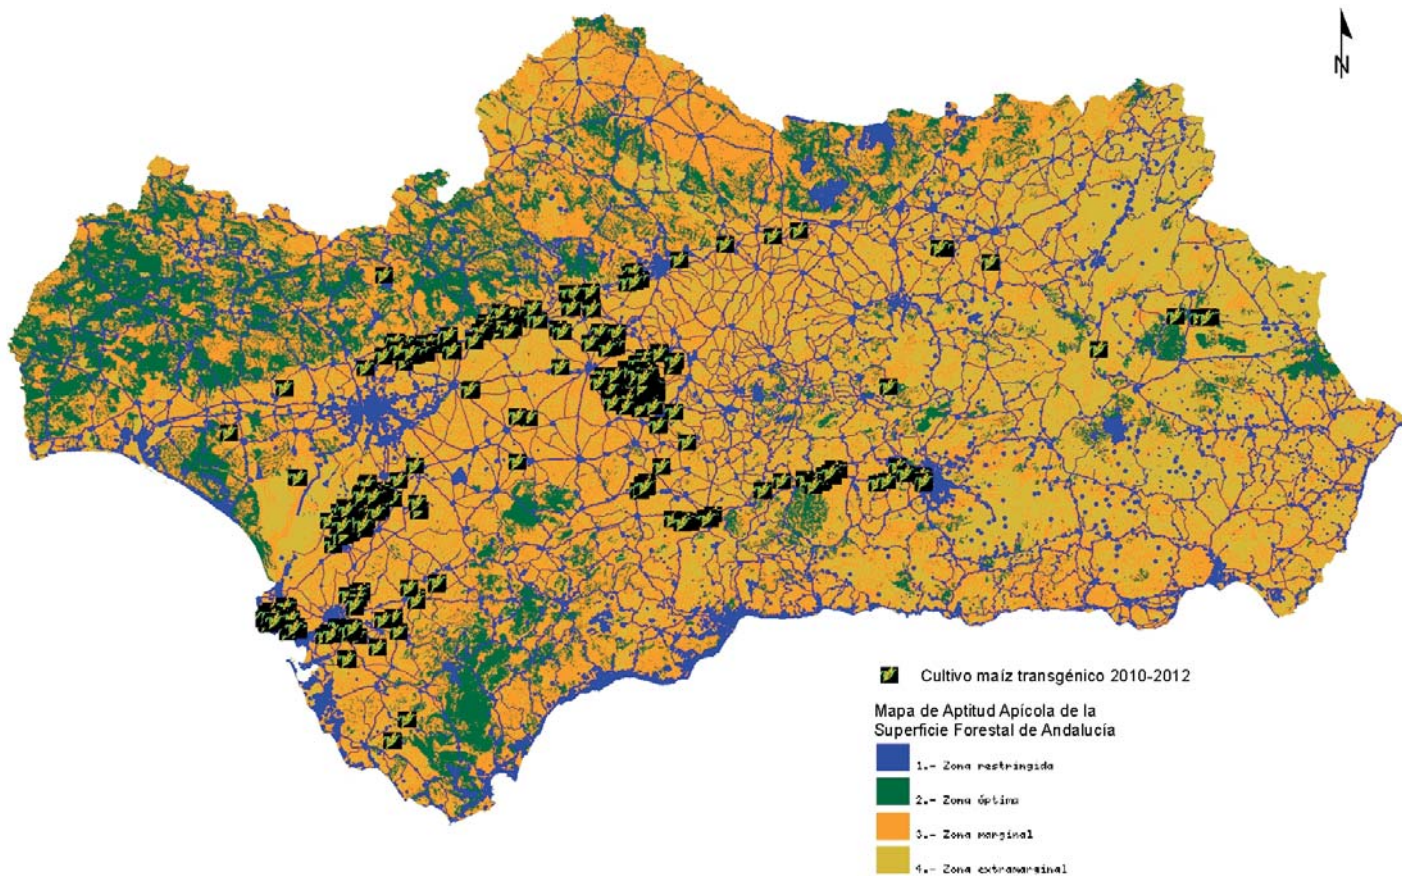 N
Cultivo maíz transgénico 2010-2012
Mapa de Aptitud Apícola de la
Superficie Forestal de Andalucía
1.- Zona restringida
2.- Zona óptima
3.- Zona marginal
4.- Zona extramarginal